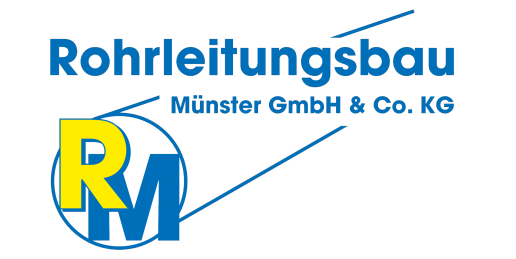 Rohrleitungsbau
Münster GmbH & Co. KG
RM